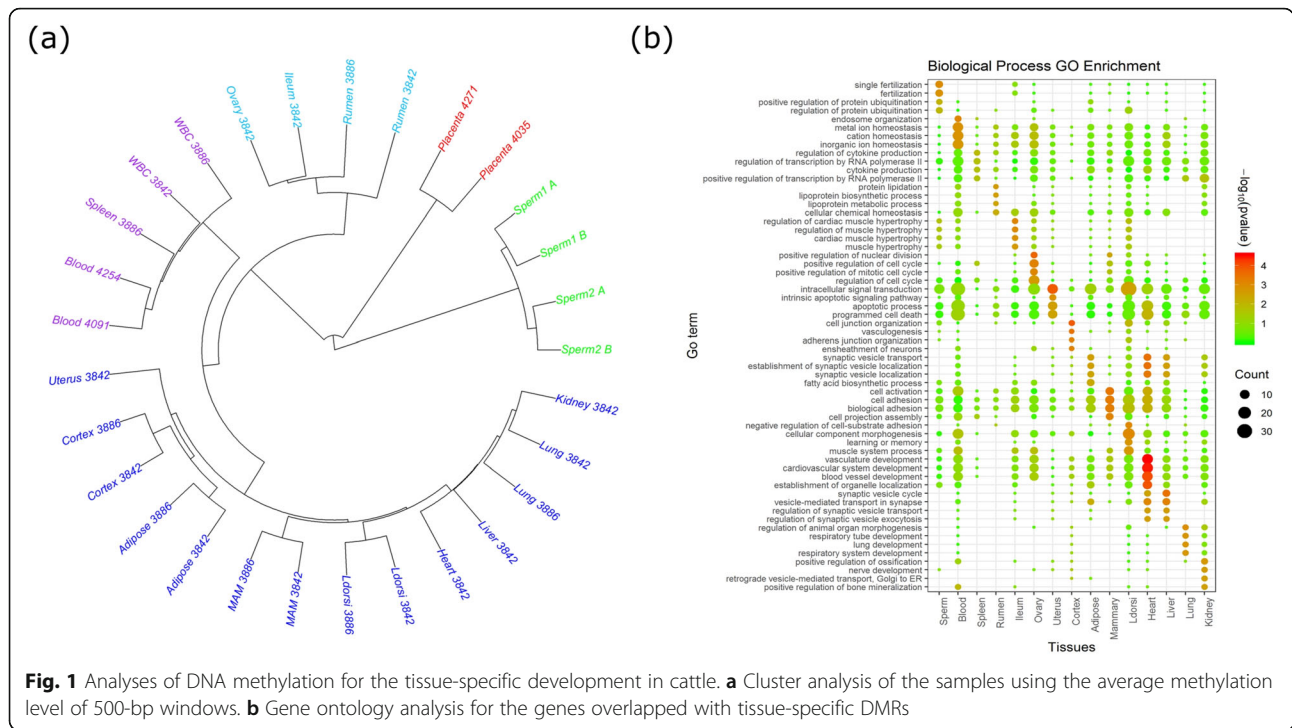 (a)
Ovary 3842
Ileum 3842
Rumen 3886
Rumen 3842
Placenta 4271
Placenta 4035
Sperm1 A
Sperm1 B
Sperm2 A
Sperm2 B
WBC 3886
WBC 3842
Spleen 3886
Blood 4254
Blood 4091
Uterus 3842
Cortex 3886
Cortex 3842
Adipose 3886
Adipose 3842
MAM 3886
MAM 3842
Ldorsi 3886
Ldorsi 3842
Heart 3842
Liver 3842
Lung 3886
Lung 3842
Kidney 3842
(b)
Biological Process GO Enrichment
Go term
single fertilization
fertilization
positive regulation of protein ubiquitination
regulation of protein ubiquitination
endosome organization
metal ion homeostasis
cation homeostasis
inorganic ion homeostasis
regulation of cytokine production
regulation of transcription by RNA polymerase II
cytokine production
positive regulation of transcription by RNA polymerase II
protein lipidation
lipoprotein biosynthetic process
lipoprotein metabolic process
cellular chemical homeostasis
regulation of cardiac muscle hypertrophy
regulation of muscle hypertrophy
cardiac muscle hypertrophy
muscle hypertrophy
positive regulation of nuclear division
positive regulation of cell cycle
positive regulation of mitotic cell cycle
regulation of cell cycle
intracellular signal transduction
intrinsic apoptotic signaling pathway
apoptotic process
programmed cell death
cell junction organization
vasculogenesis
adherens junction organization
ensheathment of neurons
synaptic vesicle transport
establishment of synaptic vesicle localization
synaptic vesicle localization
fatty acid biosynthetic process
cell activation
cell adhesion
biological adhesion
cell projection assembly
negative regulation of cell-substrate adhesion
cellular component morphogenesis
learning or memory
muscle system process
vasculature development
cardiovascular system development
blood vessel development
establishment of organelle localization
synaptic vesicle cycle
vesicle-mediated transport in synapse
regulation of synaptic vesicle transport
regulation of synaptic vesicle exocytosis
regulation of animal organ morphogenesis
respiratory tube development
lung development
respiratory system development
positive regulation of ossification
nerve development
retrograde vesicle-mediated transport, Golgi to ER
positive regulation of bone mineralization
Sperm
Blood
Spleen
Rumen
Ileum
Ovary
Uterus
Cortex
Adipose
Mammary
Ldorsi
Heart
Liver
Lung
Kidney
Tissues
−log₁₀(pvalue)
4
3
2
1
Count
10
20
30
Fig. 1 Analyses of DNA methylation for the tissue-specific development in cattle. a Cluster analysis of the samples using the average methylation
level of 500-bp windows. b Gene ontology analysis for the genes overlapped with tissue-specific DMRs